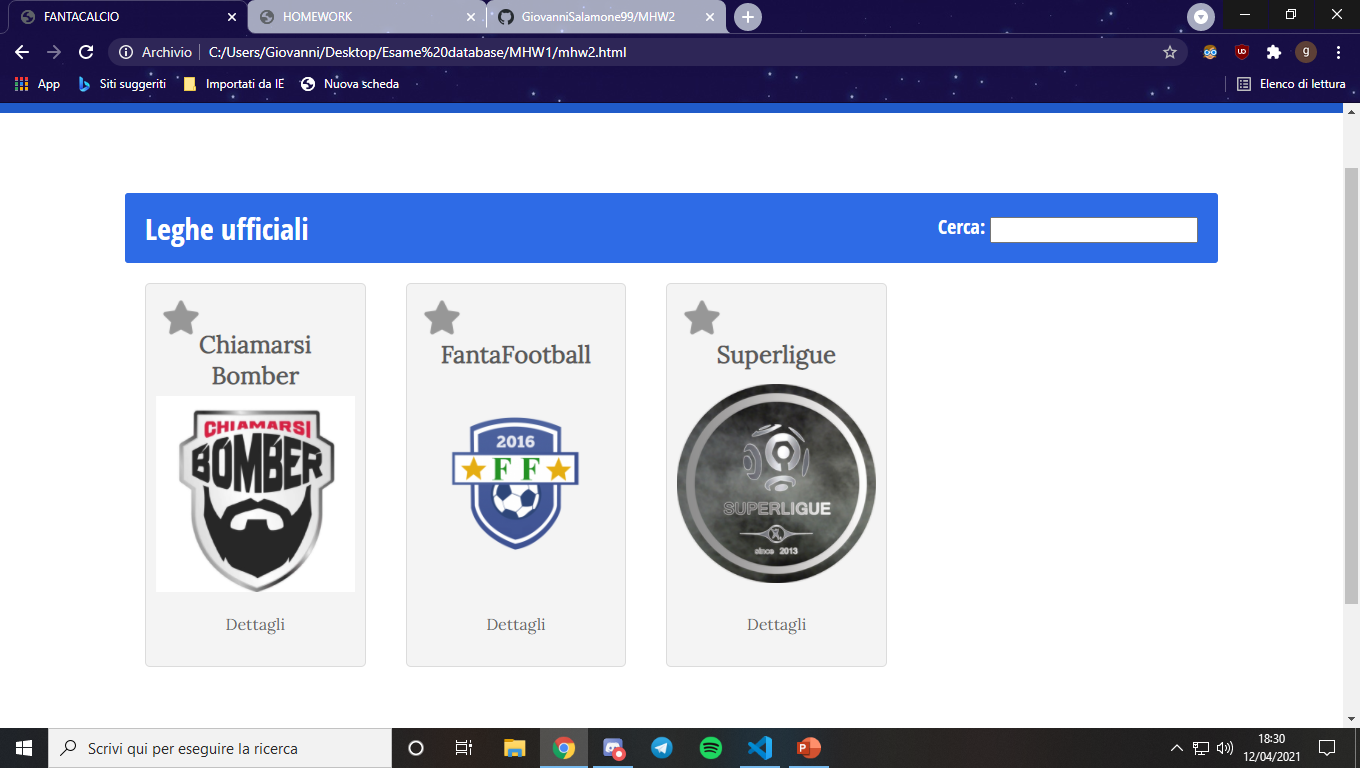 FANTACALCIO
HOMEWORK
GiovanniSalamone99/MHW2
Archivio
C:/Users/Giovanni/Desktop/Esame%20database/MHW1/mhw2.html
g
App
Siti suggeriti
Importati da IE
Nuova scheda
Elenco di lettura
Leghe ufficiali
Cerca:
Chiamarsi
Bomber
CHIAMARSI
BOMBER
Dettagli
FantaFootball
2016
F F
Dettagli
Superligue
SUPERLIGUE
since 2013
Dettagli
Scrivi qui per eseguire la ricerca
18:30
12/04/2021